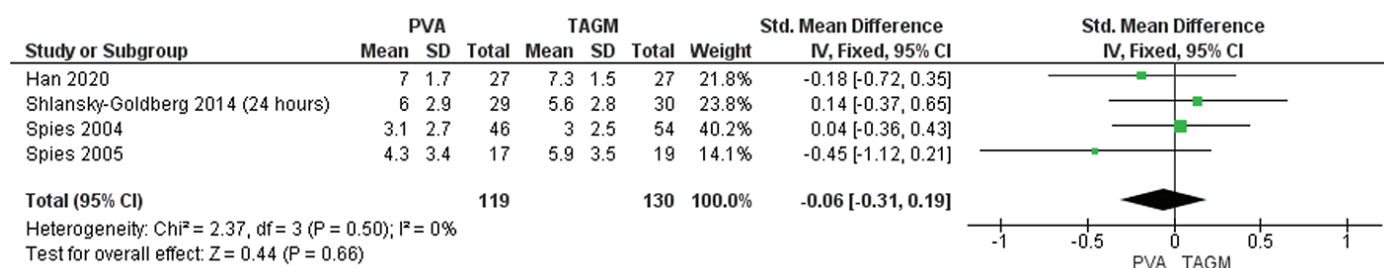 PVA TAGM Std. Mean Difference Std. Mean Difference
Study or Subgroup Mean SD Total Mean SD Total Weight IV, Fixed, 95% CI IV, Fixed, 95% CI
Han 2020 7 1.7 27 7.3 1.5 27 21.8% -0.18 [-0.72, 0.35]
Shlansky-Goldberg 2014 (24 hours) 6 2.9 29 5.6 2.8 30 23.8% 0.14 [-0.37, 0.65]
Spies 2004 3.1 2.7 46 3 2.5 54 40.2% 0.04 [-0.36, 0.43]
Spies 2005 4.3 3.4 17 5.9 3.5 19 14.1% -0.45 [-1.12, 0.21]
Total (95% CI) 119 130 100.0% -0.06 [-0.31, 0.19]
Heterogeneity: Chi² = 2.37, df = 3 (P = 0.50); I² = 0%
Test for overall effect: Z = 0.44 (P = 0.66)
-1 -0.5 0 0.5 1
PVA TAGM